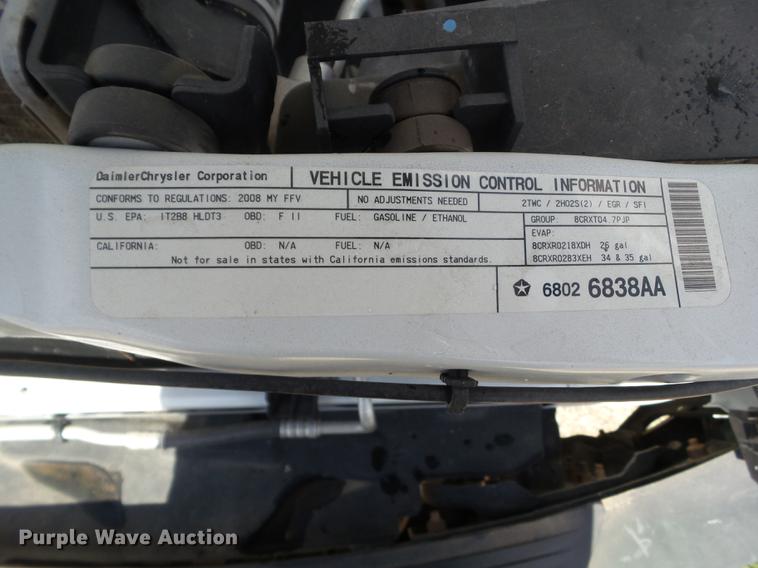 DaimlerChrysler Corporation
VEHICLE EMISSION CONTROL INFORMATION
CONFORMS TO REGULATIONS: 2008 MY FFV
NO ADJUSTMENTS NEEDED
2TWC / 2HO2S(2) / EGR / SFI
U.S. EPA: 1T2B8 HLDT3 OBD: F II FUEL: GASOLINE / ETHANOL
GROUP: 8CRXT04.7PJP
EVAP:
CALIFORNIA: OBD: N/A FUEL: N/A
8CRXR0218XDH 26 gal
Not for sale in states with California emissions standards.
8CRXR0283XEH 34 & 35 gal
6802 6838AA
Purple Wave Auction